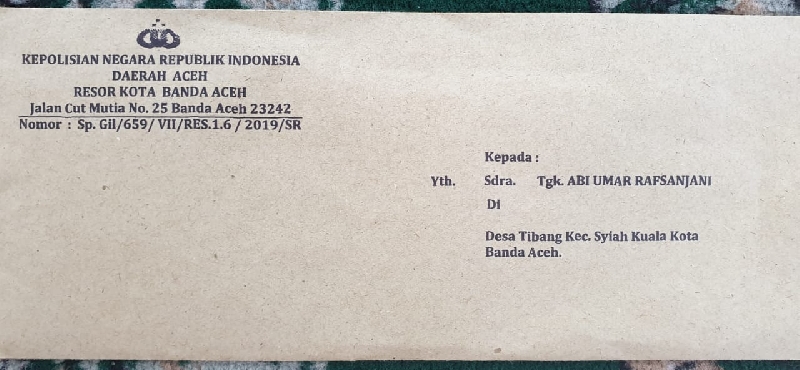 KEPOLISIAN NEGARA REPUBLIK INDONESIA
DAERAH ACEH
RESOR KOTA BANDA ACEH
Jalan Cut Mutia No. 25 Banda Aceh 23242
Nomor : Sp. Gil/659/ VII/RES.1.6 / 2019/SR
Kepada :
Yth. Sdra. Tgk. ABI UMAR RAFSANJANI
Di
Desa Tibang Kec. Syiah Kuala Kota
Banda Aceh.